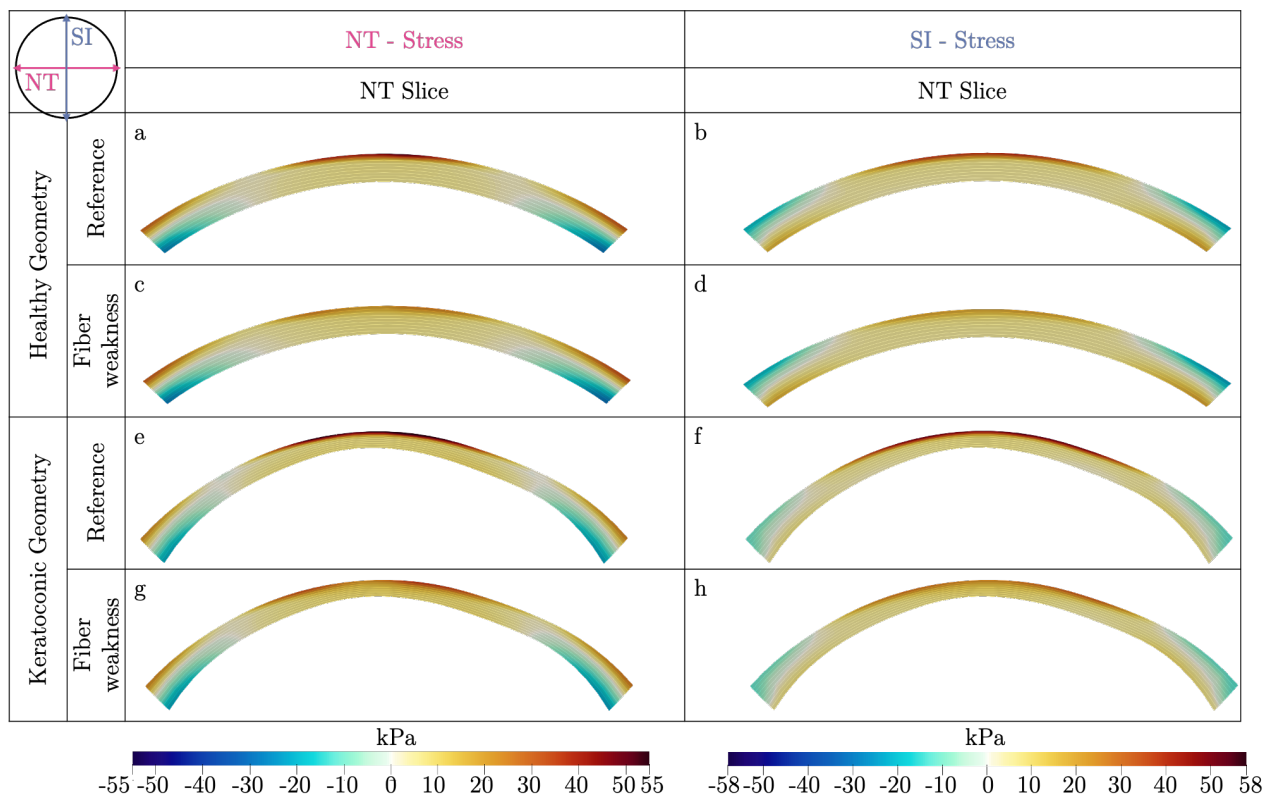 SI
NT
NT - Stress
SI - Stress
NT Slice
NT Slice
Healthy Geometry
Reference
a
b
Fiber
weakness
c
d
Keratoconic Geometry
Reference
e
f
Fiber
weakness
g
h
kPa
-55 -50 -40 -30 -20 -10 0 10 20 30 40 50 55
kPa
-58 -50 -40 -30 -20 -10 0 10 20 30 40 50 58